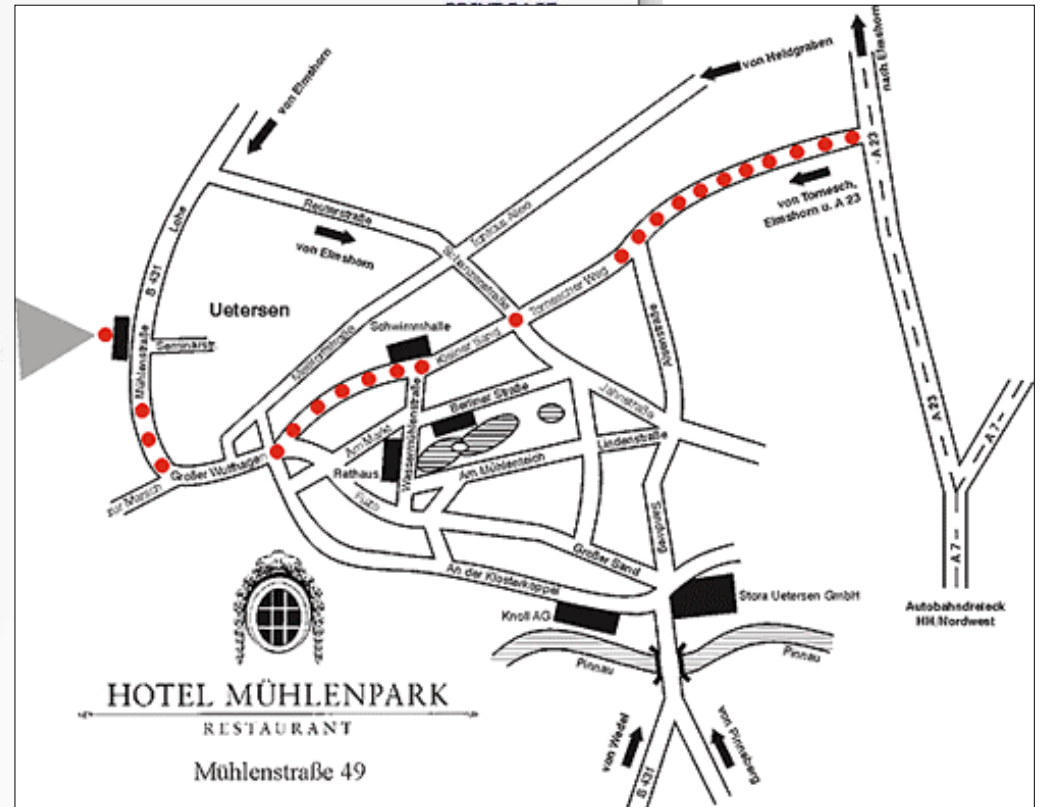 von Elmshorn
von Heidgraben
nach Elmshorn
A 23
von Tornesch,
Elmshorn u. A 23
Lohe
Reuterstraße
von Elmshorn
Tornescher Weg
B 431
Uetersen
Schwimmhalle
Kleiner Sand
Seminarstr.
Mühlenstraße
Berliner Straße
Jahnstraße
A 23
A 7
Am Markt
Lindenstraße
Großer Wulfhagen
Rathaus
Wassermühlenstraße
Am Mühlenteich
zur Marsch
Sandweg
Großer Sand
A 7
An der Klosterkoppel
Stora Uetersen GmbH
Knoll AG
Autobahndreieck
HH/Nordwest
Pinnau
Pinnau
HOTEL MÜHLENPARK
RESTAURANT
Mühlenstraße 49
von Wedel
von Pinneberg
B 431